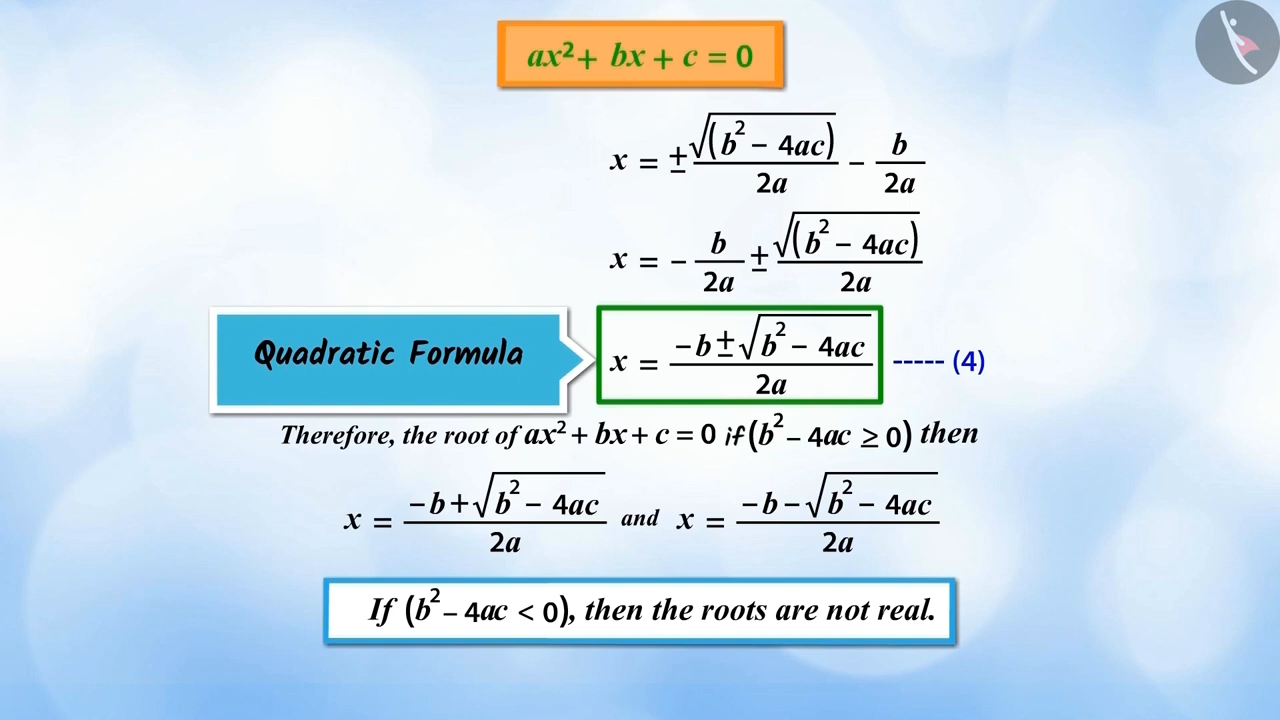 ax² + bx + c = 0
x = ± √(b² − 4ac) / 2a − b / 2a
x = − b / 2a ± √(b² − 4ac) / 2a
Quadratic Formula
x = −b ± √b² − 4ac / 2a ----- (4)
Therefore, the root of ax² + bx + c = 0 if (b² − 4ac ≥ 0) then
x = −b + √b² − 4ac / 2a and x = −b − √b² − 4ac / 2a
If (b² − 4ac < 0), then the roots are not real.